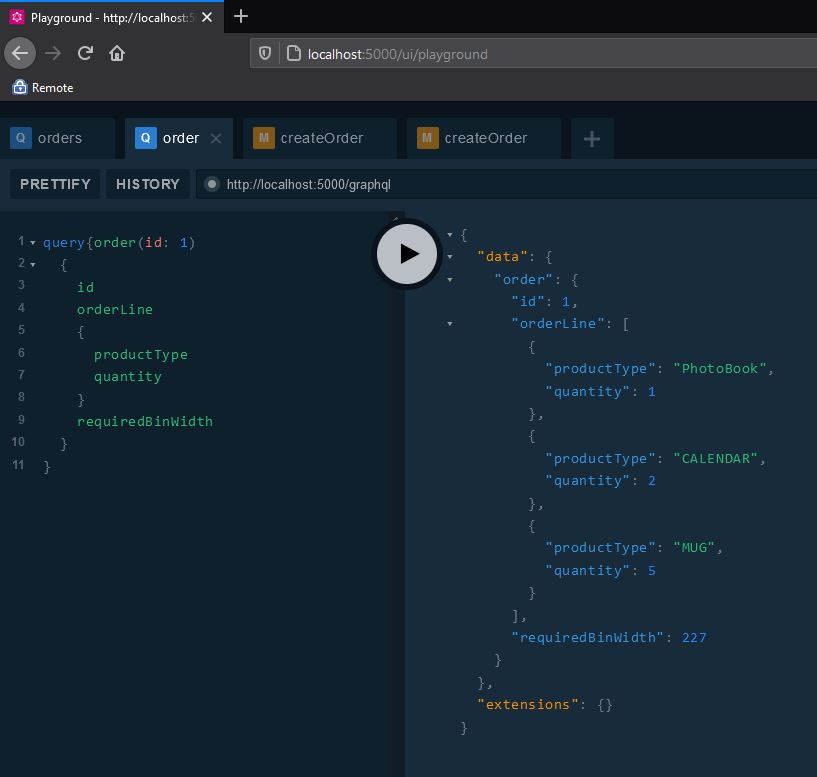 Playground - http://localhost:5
Remote
localhost:5000/ui/playground
Q orders
Q order
M createOrder
M createOrder
PRETTIFY
HISTORY
http://localhost:5000/graphql
1 query{order(id: 1)
2 {
3 id
4 orderLine
5 {
6 productType
7 quantity
8 }
9 requiredBinWidth
10 }
11 }
{
"data": {
"order": {
"id": 1,
"orderLine": [
{
"productType": "PhotoBook",
"quantity": 1
},
{
"productType": "CALENDAR",
"quantity": 2
},
{
"productType": "MUG",
"quantity": 5
}
],
"requiredBinWidth": 227
}
},
"extensions": {}
}